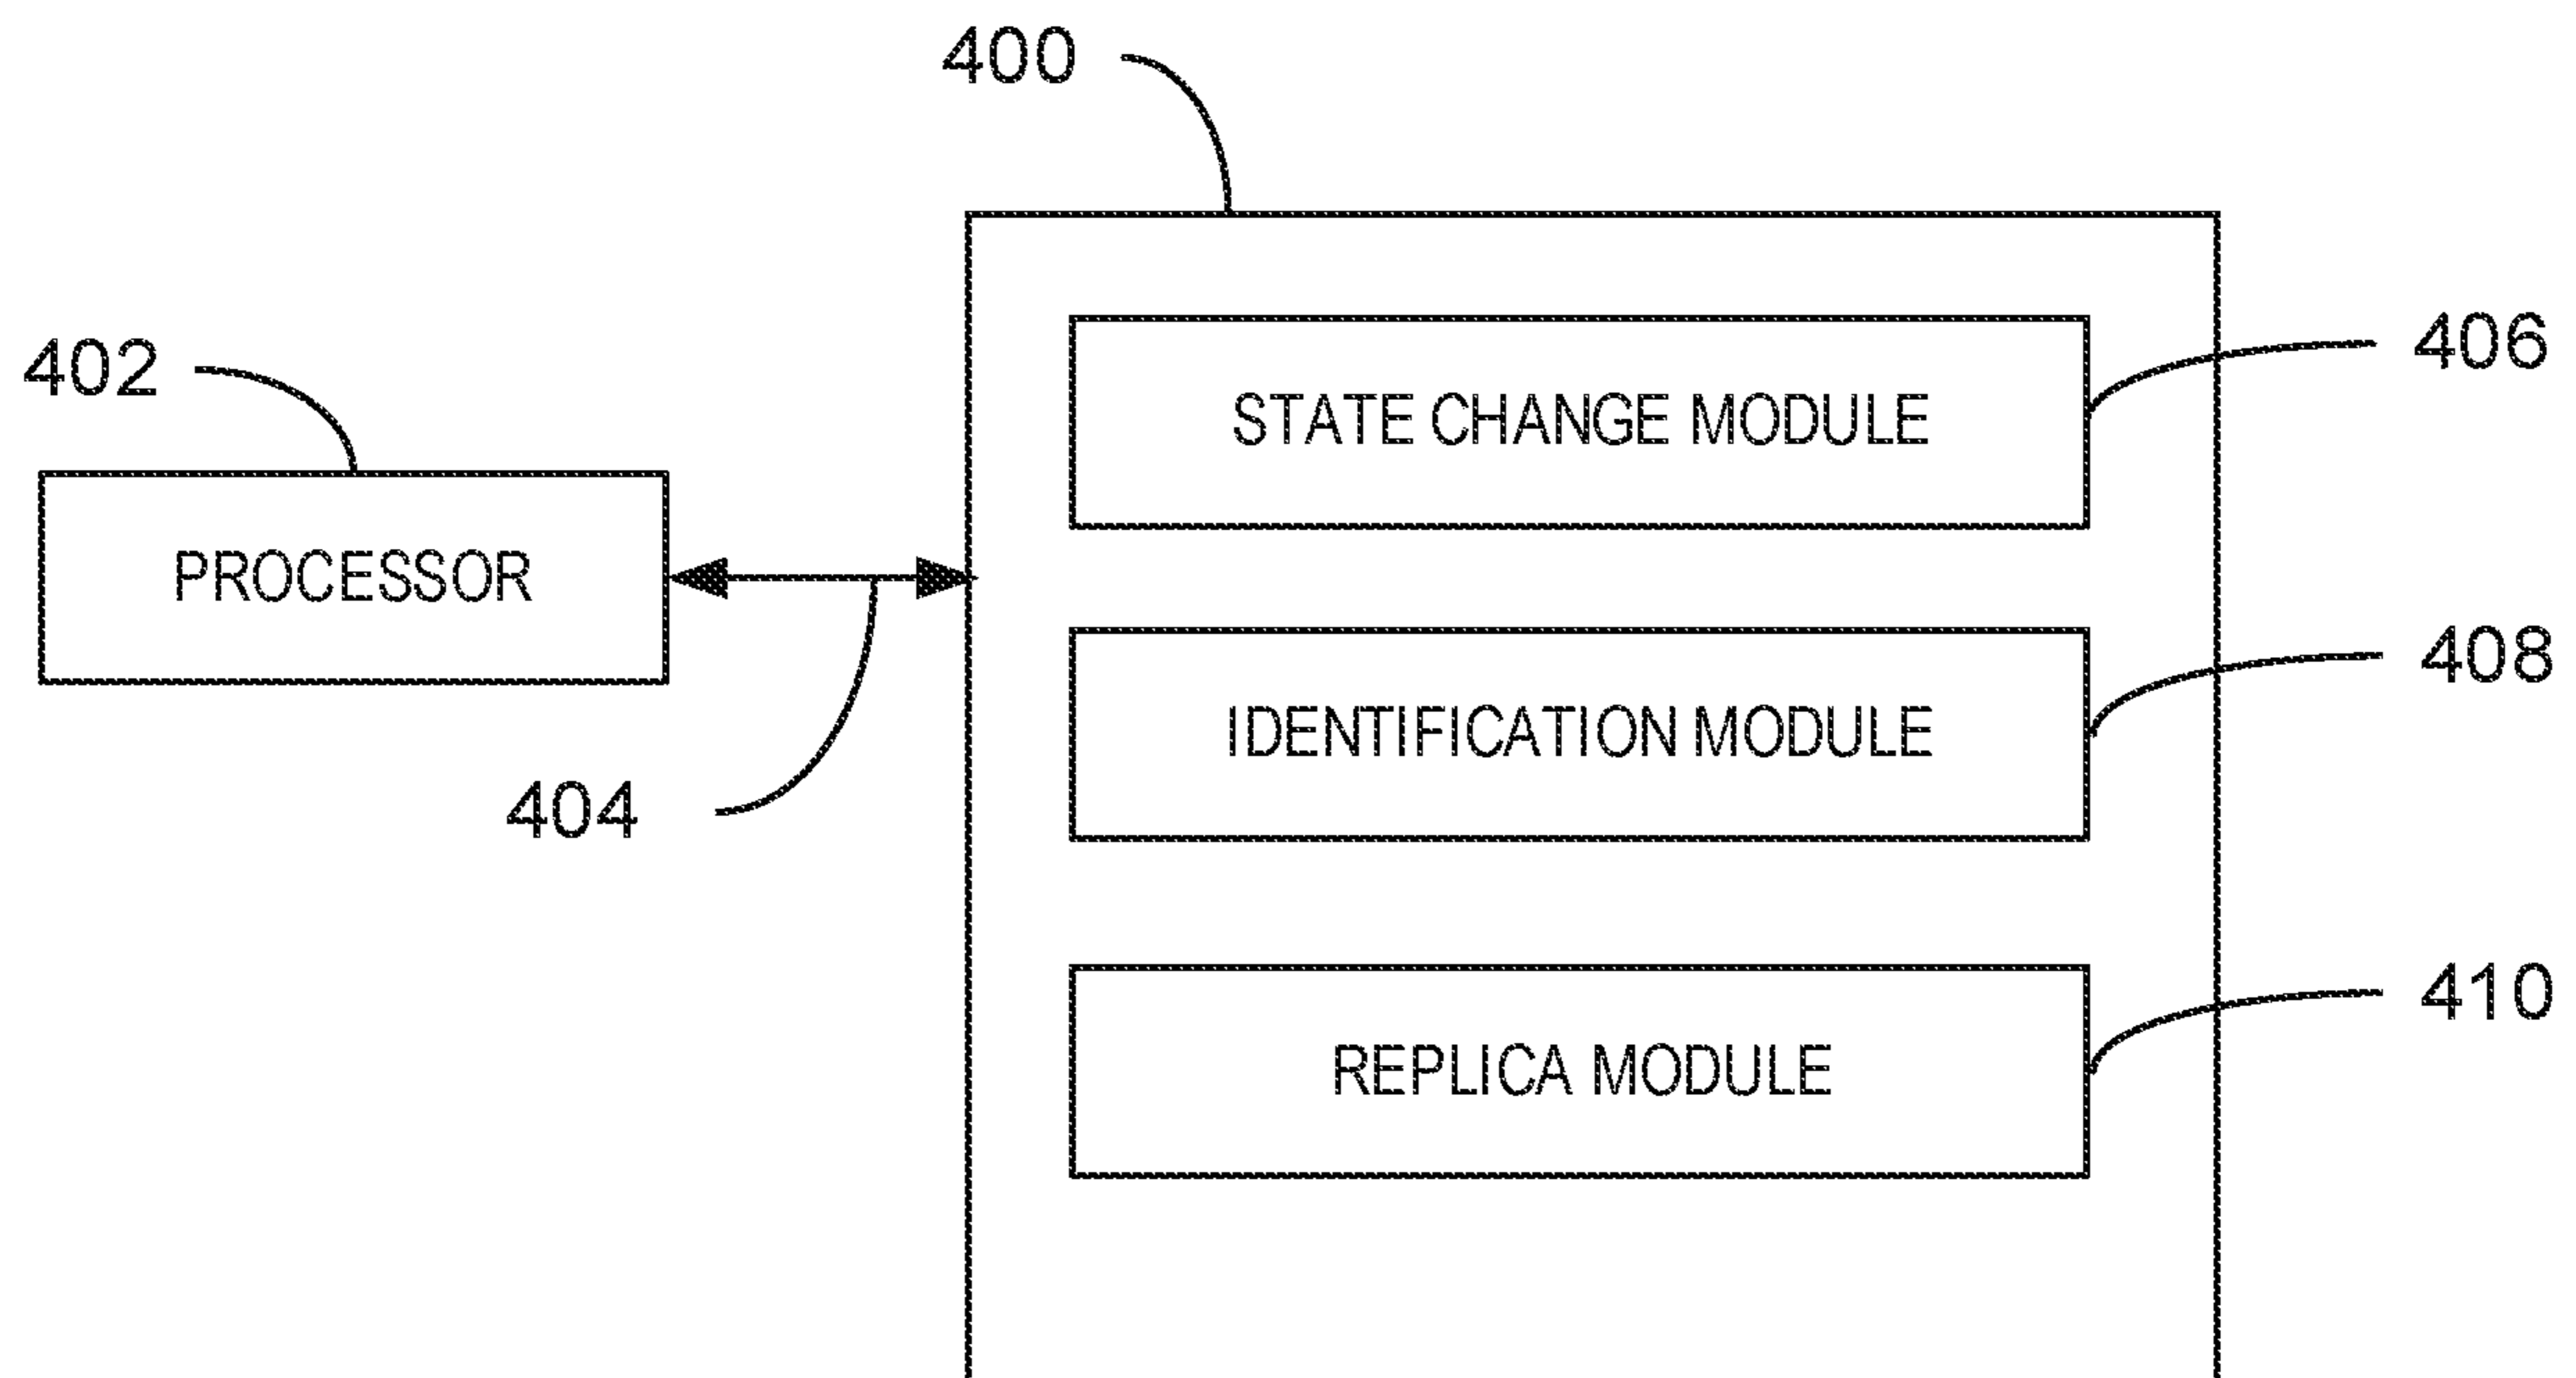 400
402
406
STATE CHANGE MODULE
PROCESSOR
408
IDENTIFICATION MODULE
404
410
REPLICA MODULE